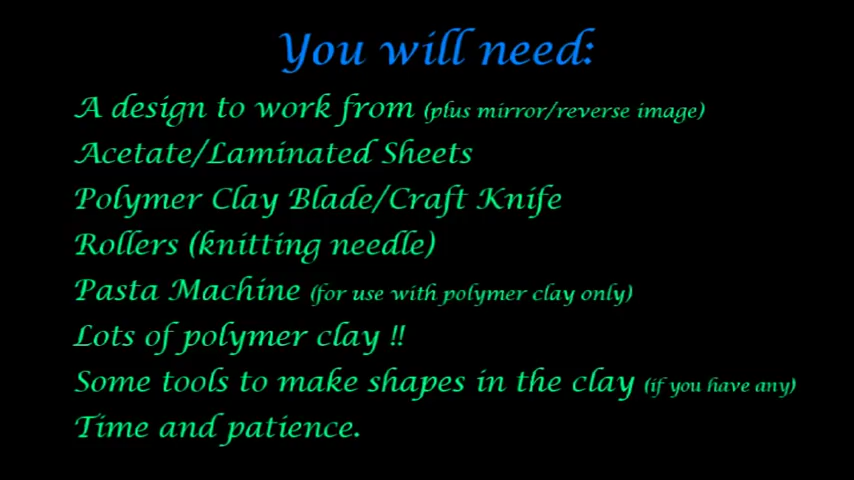 You will need:
A design to work from (plus mirror/reverse image)
Acetate/Laminated Sheets
Polymer Clay Blade/Craft Knife
Rollers (knitting needle)
Pasta Machine (for use with polymer clay only)
Lots of polymer clay !!
Some tools to make shapes in the clay (if you have any)
Time and patience.